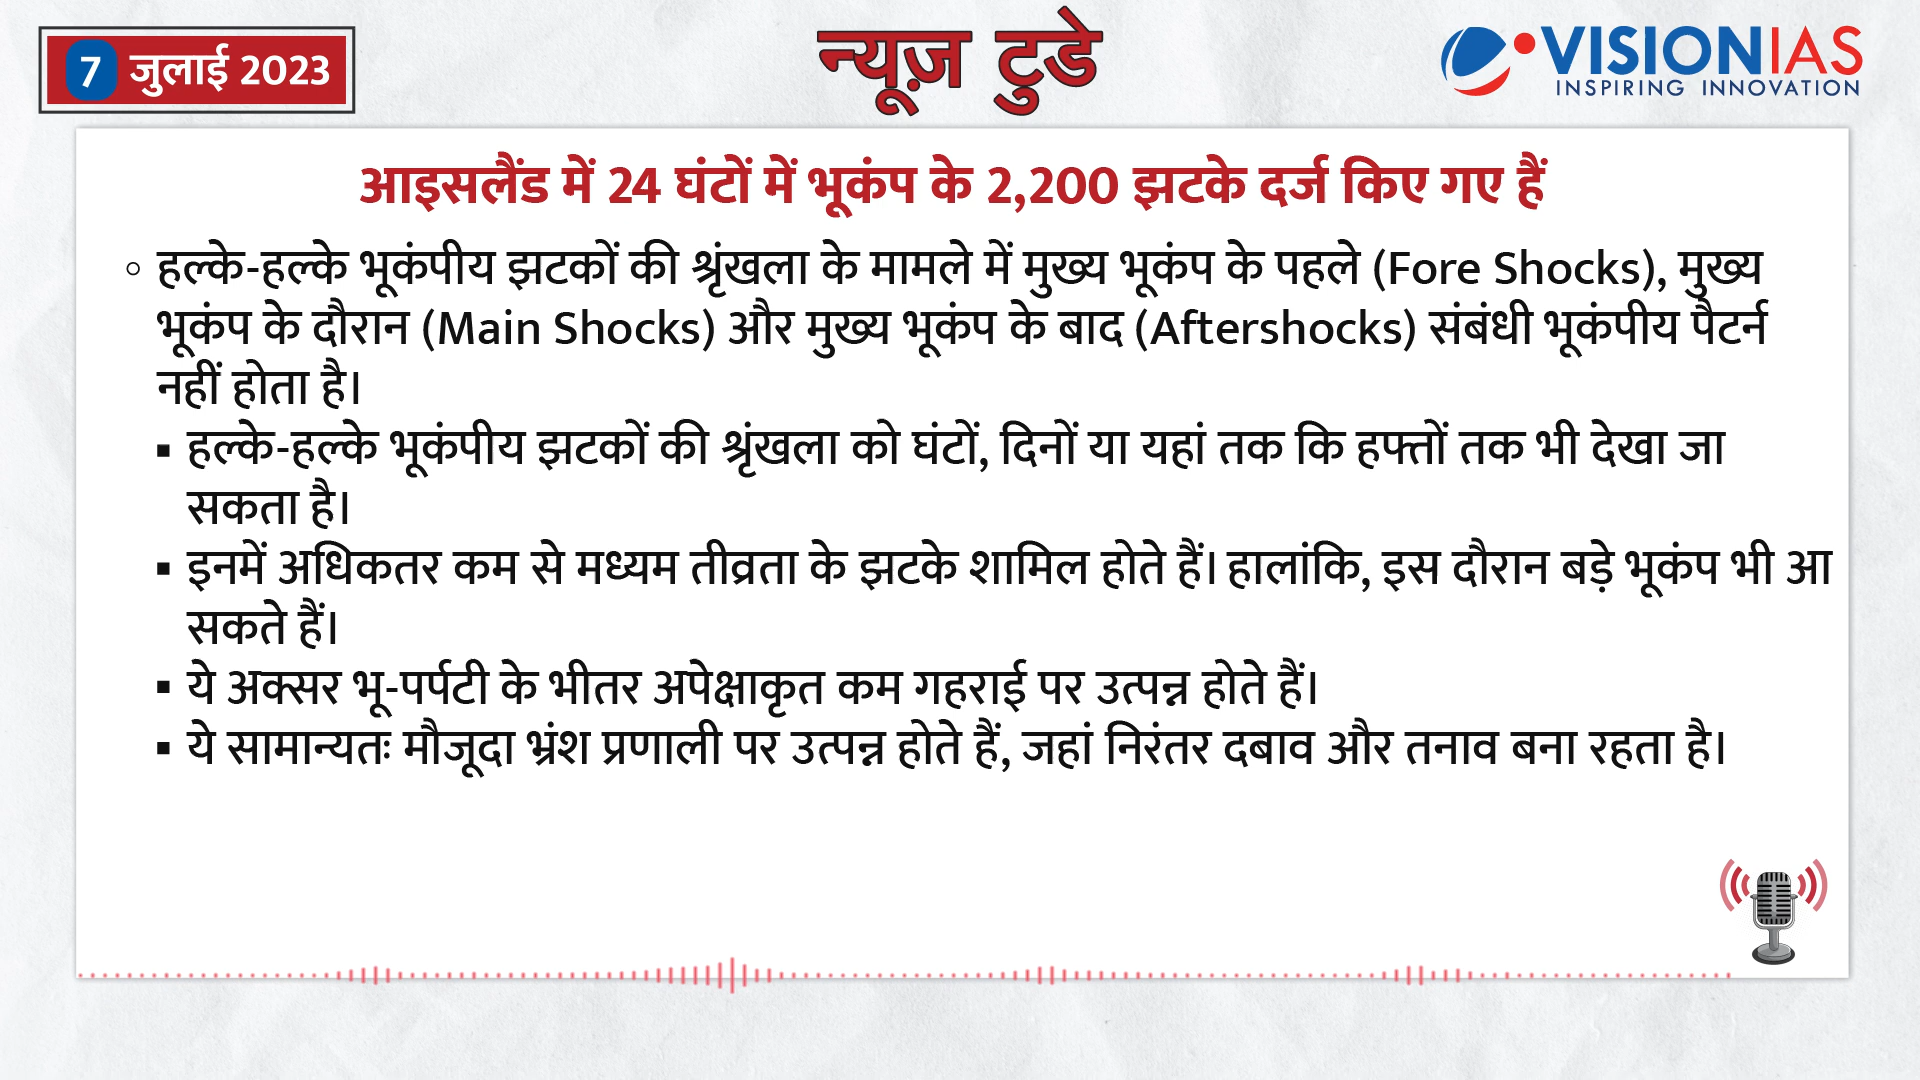 7 जुलाई 2023
न्यूज़ टुडे
VISIONIAS
INSPIRING INNOVATION
आइसलैंड में 24 घंटों में भूकंप के 2,200 झटके दर्ज किए गए हैं
◦ हल्के-हल्के भूकंपीय झटकों की श्रृंखला के मामले में मुख्य भूकंप के पहले (Fore Shocks), मुख्य
भूकंप के दौरान (Main Shocks) और मुख्य भूकंप के बाद (Aftershocks) संबंधी भूकंपीय पैटर्न
नहीं होता है।
▪ हल्के-हल्के भूकंपीय झटकों की श्रृंखला को घंटों, दिनों या यहां तक कि हफ्तों तक भी देखा जा
सकता है।
▪ इनमें अधिकतर कम से मध्यम तीव्रता के झटके शामिल होते हैं। हालांकि, इस दौरान बड़े भूकंप भी आ
सकते हैं।
▪ ये अक्सर भू-पर्पटी के भीतर अपेक्षाकृत कम गहराई पर उत्पन्न होते हैं।
▪ ये सामान्यतः मौजूदा भ्रंश प्रणाली पर उत्पन्न होते हैं, जहां निरंतर दबाव और तनाव बना रहता है।